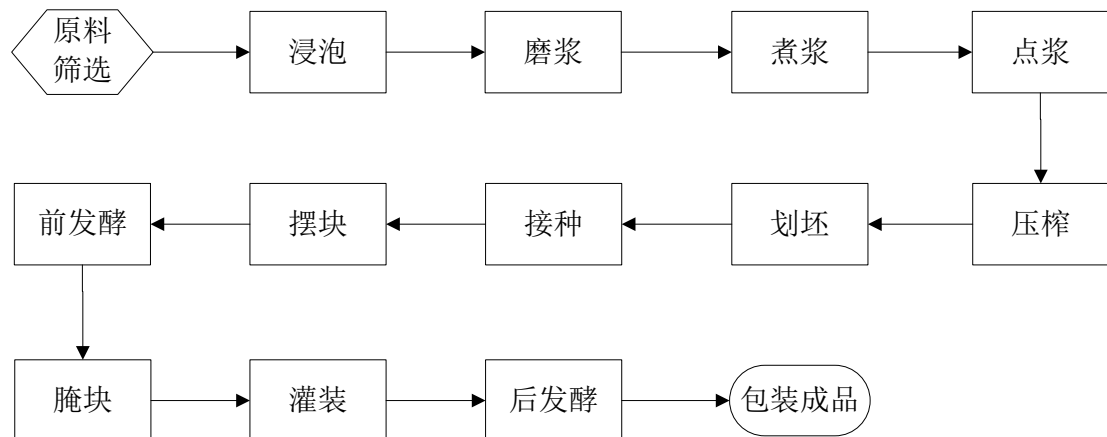 原料
筛选
浸泡
磨浆
煮浆
点浆
压榨
划坯
接种
摆块
前发酵
腌块
灌装
后发酵
包装成品